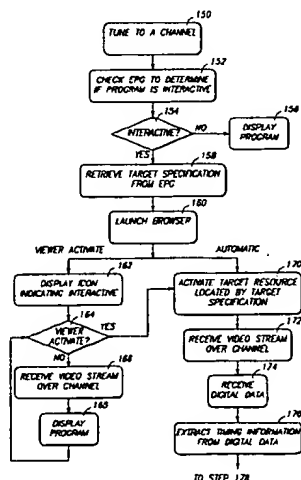 150
TUNE TO A CHANNEL
152
CHECK EPG TO DETERMINE
IF PROGRAM IS INTERACTIVE
154
INTERACTIVE?
NO
156
DISPLAY
PROGRAM
YES
158
RETRIEVE TARGET SPECIFICATION
FROM EPG
160
LAUNCH BROWSER
VIEWER ACTIVATE
AUTOMATIC
162
DISPLAY ICON
INDICATING INTERACTIVE
170
ACTIVATE TARGET RESOURCE
LOCATED BY TARGET
SPECIFICATION
164
VIEWER
ACTIVATE?
YES
NO
172
RECEIVE VIDEO STREAM
OVER CHANNEL
166
RECEIVE VIDEO STREAM
OVER CHANNEL
174
RECEIVE
DIGITAL DATA
168
DISPLAY
PROGRAM
176
EXTRACT TIMING INFORMATION
FROM DIGITAL DATA
TO STEP 178